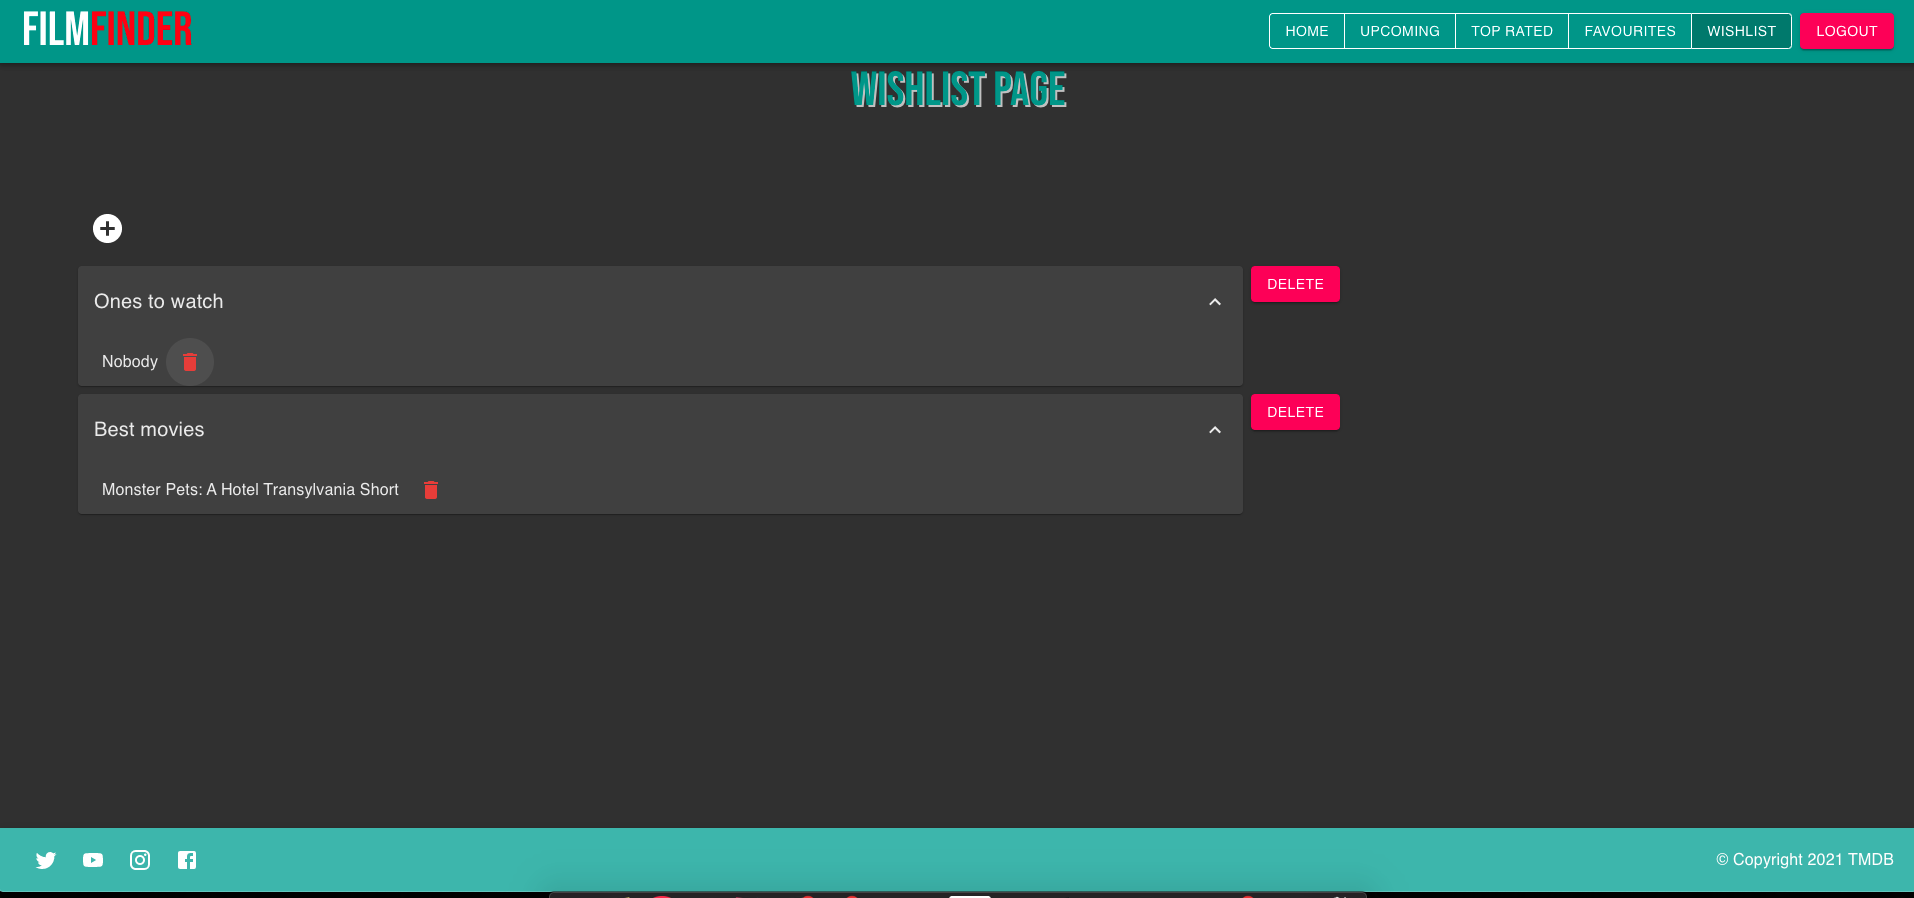 FILMFINDER
HOME UPCOMING TOP RATED FAVOURITES WISHLIST LOGOUT
WISHLIST PAGE
Ones to watch
DELETE
Nobody
Best movies
DELETE
Monster Pets: A Hotel Transylvania Short
© Copyright 2021 TMDB